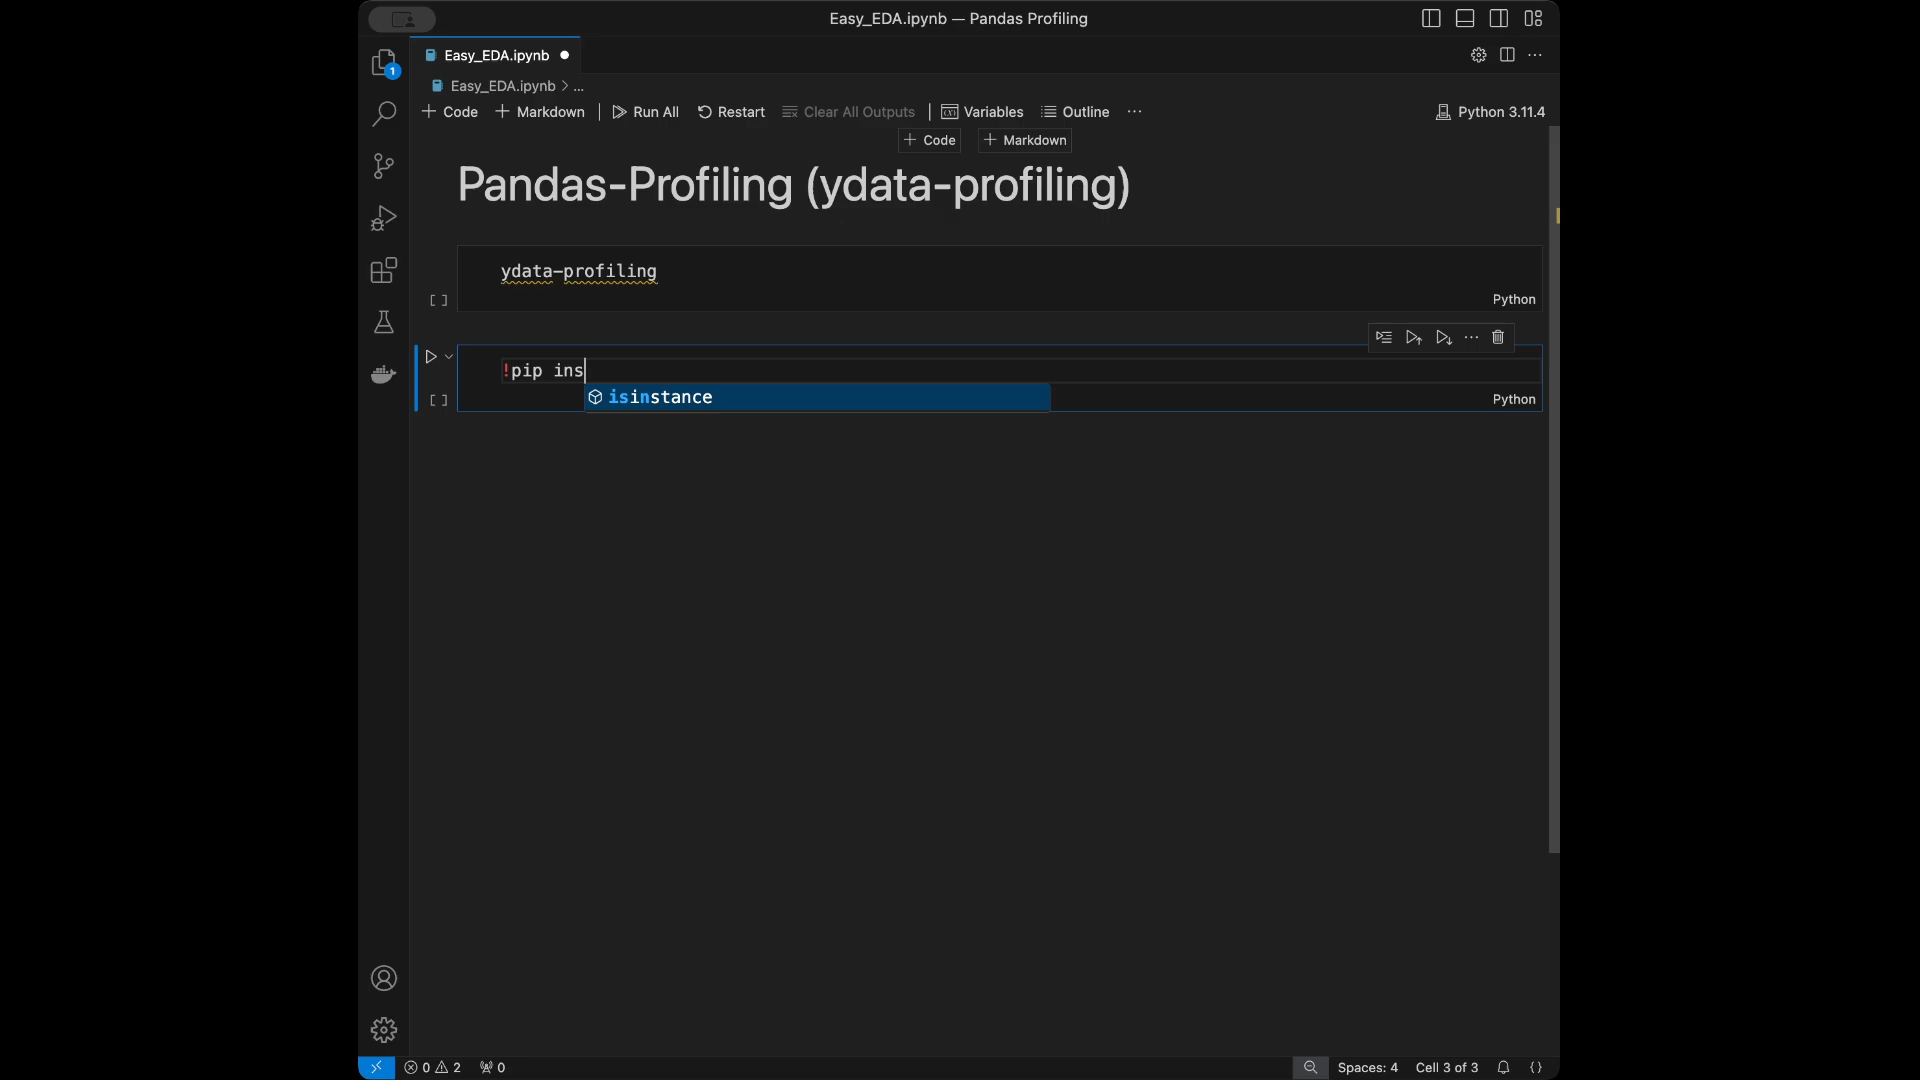 Easy_EDA.ipynb — Pandas Profiling
Easy_EDA.ipynb
1
Easy_EDA.ipynb > ...
Code Markdown Run All Restart Clear All Outputs Variables Outline ... Python 3.11.4
Code Markdown
Pandas-Profiling (ydata-profiling)
ydata-profiling
[ ]
Python
!pip ins
isinstance
[ ]
Python
0 2 0 Spaces: 4 Cell 3 of 3 {}